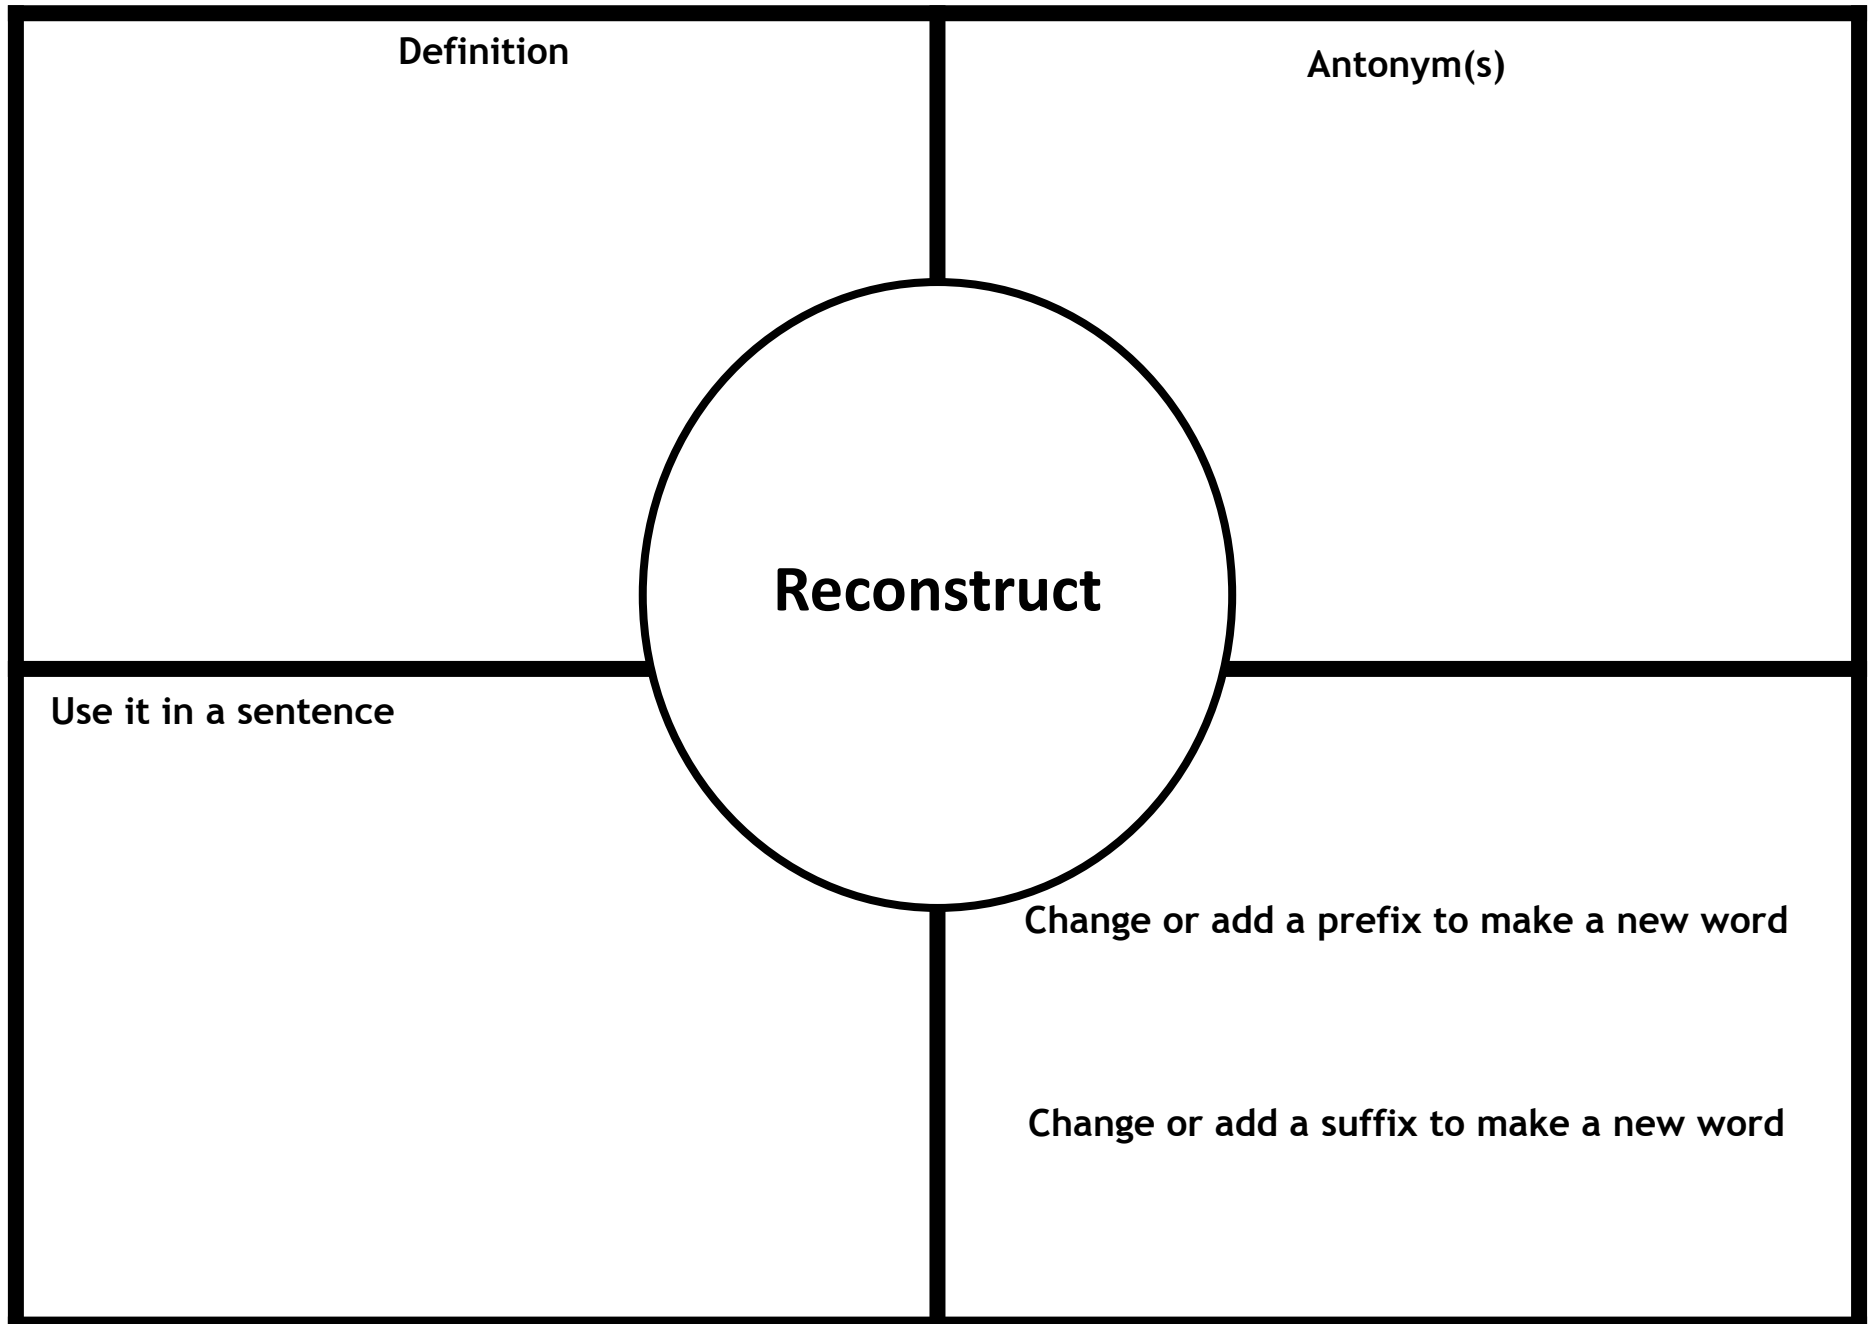 Definition
Antonym(s)
Reconstruct
Use it in a sentence
Change or add a prefix to make a new word
Change or add a suffix to make a new word